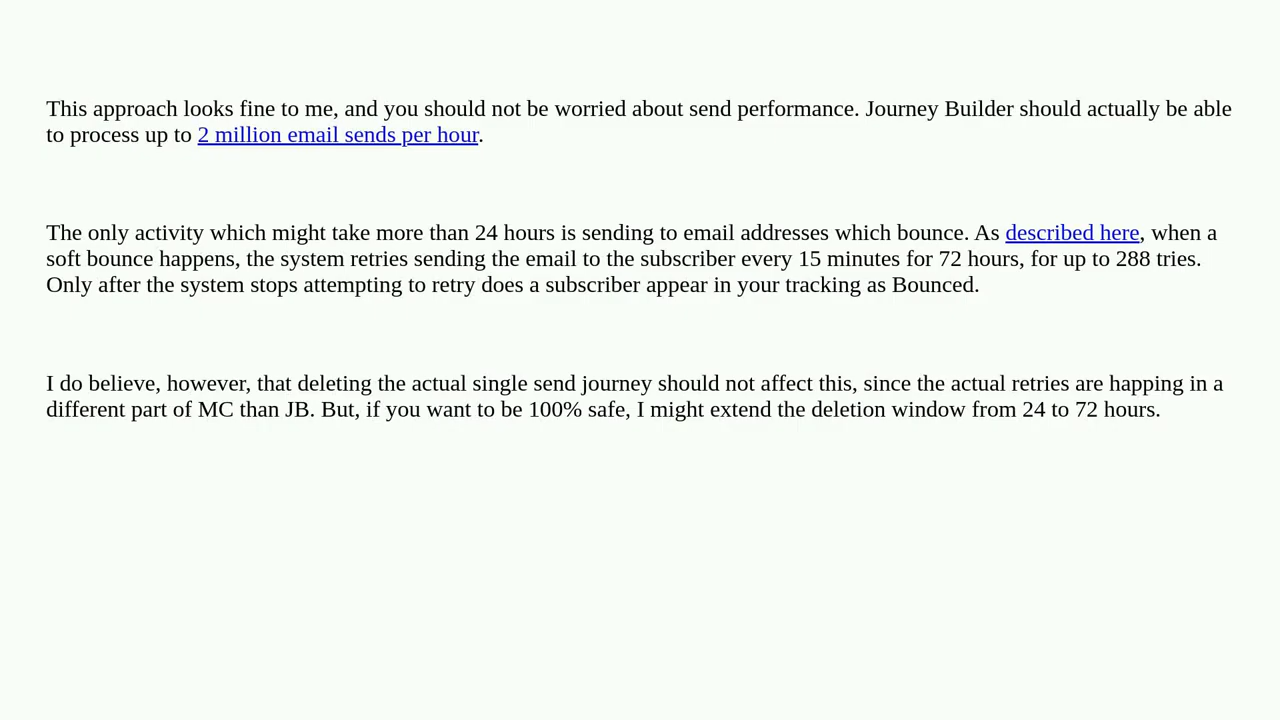 This approach looks fine to me, and you should not be worried about send performance. Journey Builder should actually be able
to process up to 2 million email sends per hour.
The only activity which might take more than 24 hours is sending to email addresses which bounce. As described here, when a
soft bounce happens, the system retries sending the email to the subscriber every 15 minutes for 72 hours, for up to 288 tries.
Only after the system stops attempting to retry does a subscriber appear in your tracking as Bounced.
I do believe, however, that deleting the actual single send journey should not affect this, since the actual retries are happing in a
different part of MC than JB. But, if you want to be 100% safe, I might extend the deletion window from 24 to 72 hours.